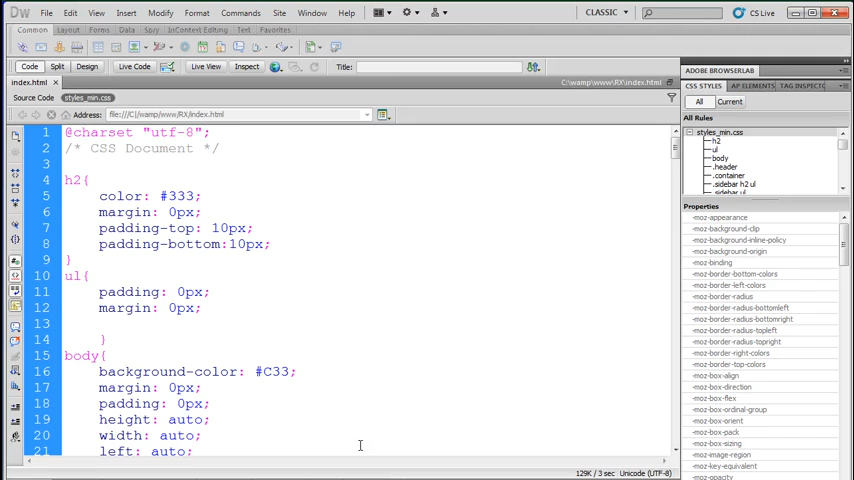 Dw File Edit View Insert Modify Format Commands Site Window Help CLASSIC CS Live
Common Layout Forms Data Spry InContext Editing Text Favorites
Code Split Design Live Code Live View Inspect Title:
ADOBE BROWSERLAB
index.html C:\wamp\www\RX\index.html
CSS STYLES AP ELEMENTS TAG INSPECTO
Source Code styles_min.css
All Current
Address: file:///C|/wamp/www/RX/index.html
All Rules
styles_min.css
h2
ul
body
.header
.container
.sidebar h2 ul
.sidebar ul
Properties
-moz-appearance
-moz-background-clip
-moz-background-inline-policy
-moz-background-origin
-moz-binding
-moz-border-bottom-colors
-moz-border-left-colors
-moz-border-radius
-moz-border-radius-bottomleft
-moz-border-radius-bottomright
-moz-border-radius-topleft
-moz-border-radius-topright
-moz-border-right-colors
-moz-border-top-colors
-moz-box-align
-moz-box-direction
-moz-box-flex
-moz-box-ordinal-group
-moz-box-orient
-moz-box-pack
-moz-box-sizing
-moz-image-region
-moz-key-equivalent
-moz-opacity
1 @charset "utf-8";
2 /* CSS Document */
3
4 h2{
5 color: #333;
6 margin: 0px;
7 padding-top: 10px;
8 padding-bottom:10px;
9 }
10 ul{
11 padding: 0px;
12 margin: 0px;
13
14 }
15 body{
16 background-color: #C33;
17 margin: 0px;
18 padding: 0px;
19 height: auto;
20 width: auto;
21 left: auto;
129K / 3 sec Unicode (UTF-8)